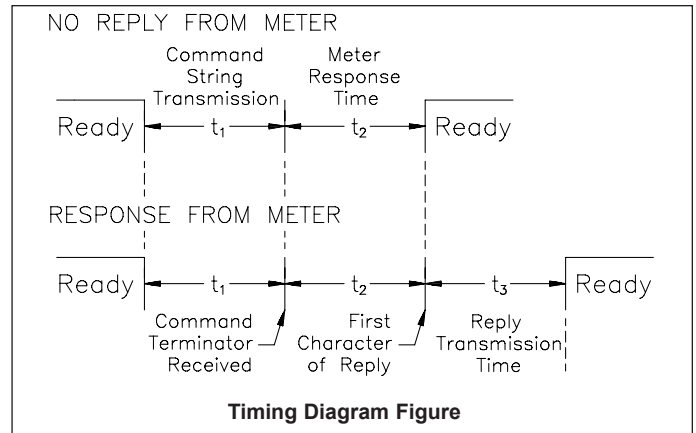 NO REPLY FROM METER
Command
String
Transmission
Meter
Response
Time
Ready
t₁
t₂
Ready
RESPONSE FROM METER
Ready
t₁
t₂
t₃
Ready
Command
Terminator
Received
First
Character
of Reply
Reply
Transmission
Time
Timing Diagram Figure